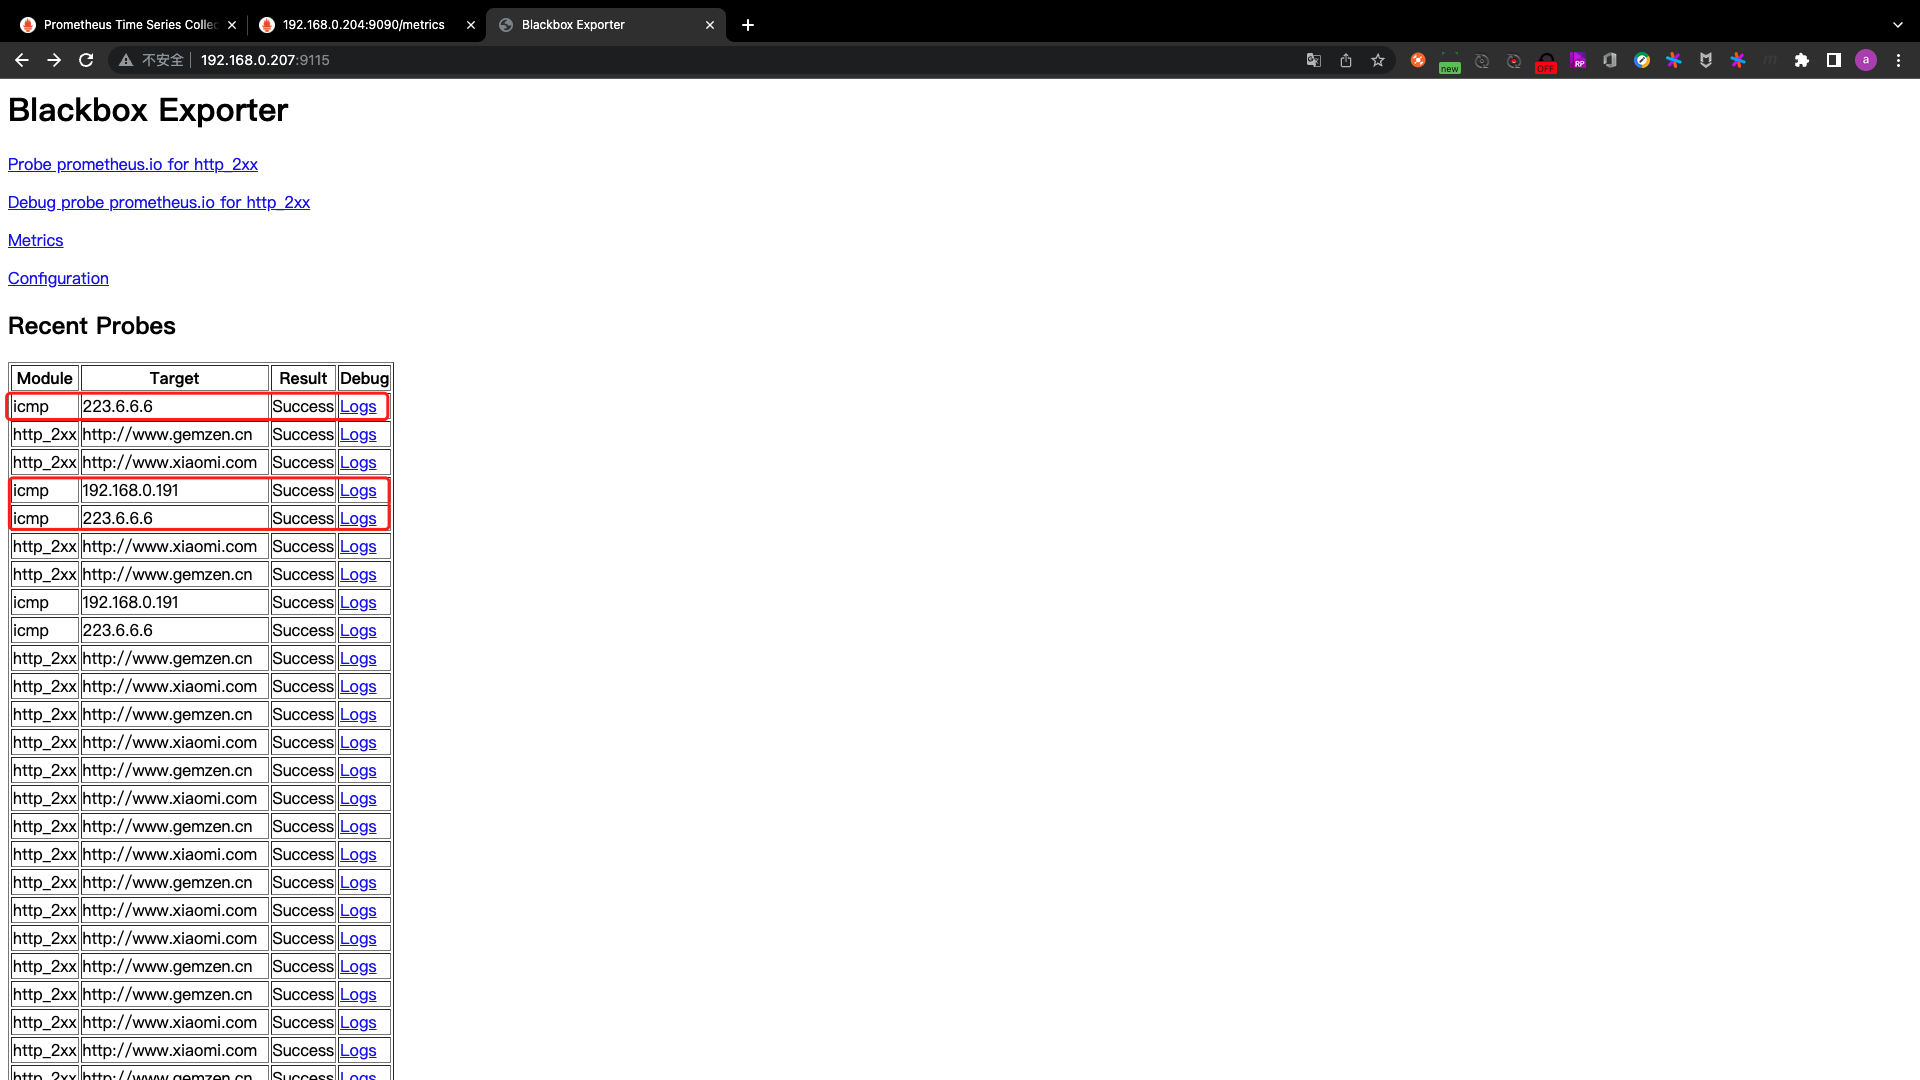 Prometheus Time Series Collec
192.168.0.204:9090/metrics
Blackbox Exporter
不安全
192.168.0.207:9115
new
OFF
RP
a
Blackbox Exporter
Probe prometheus.io for http_2xx
Debug probe prometheus.io for http_2xx
Metrics
Configuration
Recent Probes
Module Target Result Debug
icmp 223.6.6.6 Success Logs
http_2xx http://www.gemzen.cn Success Logs
http_2xx http://www.xiaomi.com Success Logs
icmp 192.168.0.191 Success Logs
icmp 223.6.6.6 Success Logs
http_2xx http://www.xiaomi.com Success Logs
http_2xx http://www.gemzen.cn Success Logs
icmp 192.168.0.191 Success Logs
icmp 223.6.6.6 Success Logs
http_2xx http://www.gemzen.cn Success Logs
http_2xx http://www.xiaomi.com Success Logs
http_2xx http://www.gemzen.cn Success Logs
http_2xx http://www.xiaomi.com Success Logs
http_2xx http://www.gemzen.cn Success Logs
http_2xx http://www.xiaomi.com Success Logs
http_2xx http://www.gemzen.cn Success Logs
http_2xx http://www.xiaomi.com Success Logs
http_2xx http://www.gemzen.cn Success Logs
http_2xx http://www.xiaomi.com Success Logs
http_2xx http://www.xiaomi.com Success Logs
http_2xx http://www.gemzen.cn Success Logs
http_2xx http://www.gemzen.cn Success Logs
http_2xx http://www.xiaomi.com Success Logs
http_2xx http://www.xiaomi.com Success Logs
http_2xx http://www.gemzen.cn Success Logs